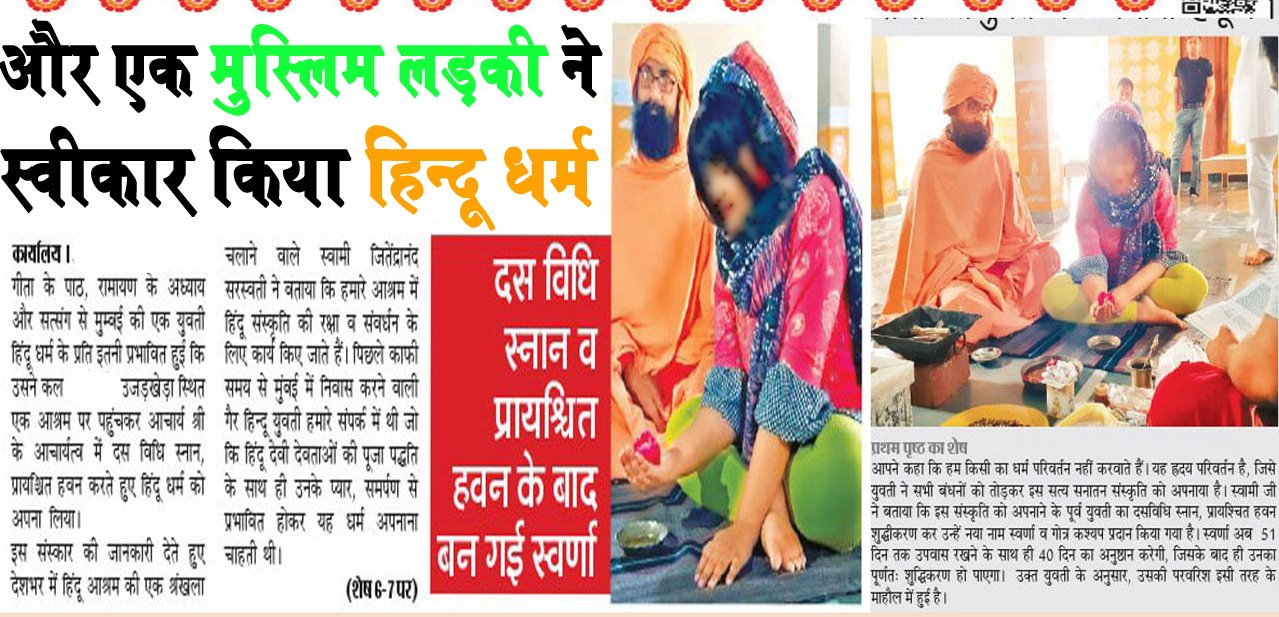 और एक मुस्लिम लड़की ने
स्वीकार किया हिन्दू धर्म
कार्यालय।
गीता के पाठ, रामायण के अध्याय
और सत्संग से मुम्वई की एक युवती
हिंदू धर्म के प्रति इतनी प्रभावित हुई कि
उसने कल उजड़खेड़ा स्थित
एक आश्रम पर पहुंचकर आचार्य श्री
के आचार्यत्व में दस विधि स्नान,
प्रायश्चित हवन करते हुए हिंदू धर्म को
अपना लिया।
इस संस्कार की जानकारी देते हुए
देशभर में हिंदू आश्रम की एक श्रंखला
चलाने वाले स्वामी जितेंद्रानंद
सरस्वती ने वताया कि हमारे आश्रम में
हिंदू संस्कृति की रक्षा व संवर्धन के
लिए कार्य किए जाते हैं। पिछले काफी
समय से मुंवई में निवास करने वाली
गैर हिन्दू युवती हमारे संपर्क में थी जो
कि हिंदू देवी देवताओं की पूजा पद्वति
के साथ ही उनके प्यार, समर्पण से
प्रभावित होकर यह धर्म अपनाना
चाहती थी।
(शेष 6-7 पर)
दस विधि
स्नान व
प्रायश्चित
हवन के बाद
बन गई स्वर्णा
प्रथम पृष्ठ का शेष
आपने कहा कि हम किसी का धर्म परिवर्तन नहीं करवाते हैं। यह ह्रदय परिवर्तन है, जिसे
युवती ने सभी बंधनों को तोड़कर इस सत्य सनातन संस्कृति को अपनाया है। स्वामी जी
ने बताया कि इस संस्कृति को अपनाने के पूर्व युवती का दसविधि स्नान, प्रायश्चित हवन
शुद्धीकरण कर उन्हें नया नाम स्वर्णा व गोत्र कश्यप प्रदान किया गया है। स्वर्णा अब 51
दिन तक उपवास रखने के साथ ही 40 दिन का अनुष्ठान करेगी, जिसके बाद ही उनका
पूर्णतः शुद्धिकरण हो पाएगा। उक्त युवती के अनुसार, उसकी परवरिश इसी तरह के
माहौल में हुई है।